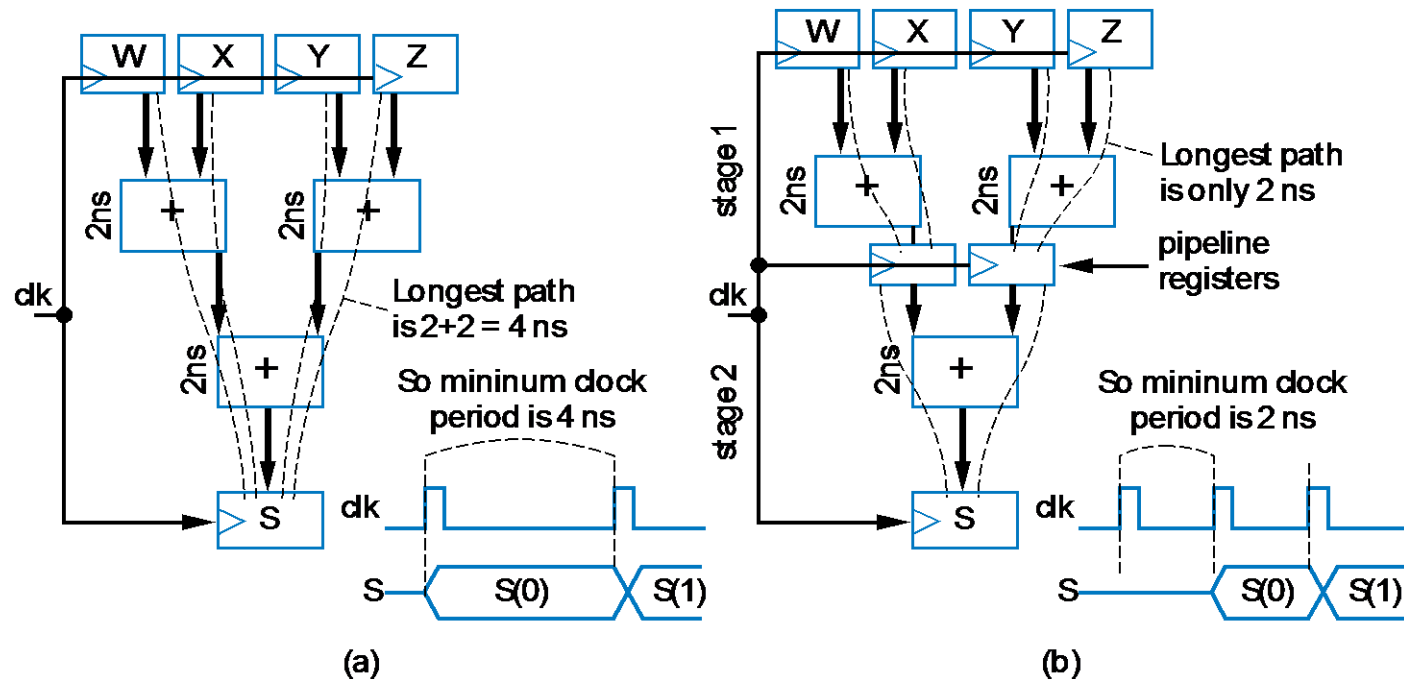 W X Y Z
2ns + 2ns +
clk
Longest path
is 2+2 = 4 ns
2ns +
So mininum clock
period is 4 ns
S
clk
S S(0) S(1)
(a)
W X Y Z
stage 1
2ns + 2ns +
Longest path
is only 2 ns
pipeline
registers
clk
stage 2
2ns +
So mininum clock
period is 2 ns
S
clk
S S(0) S(1)
(b)